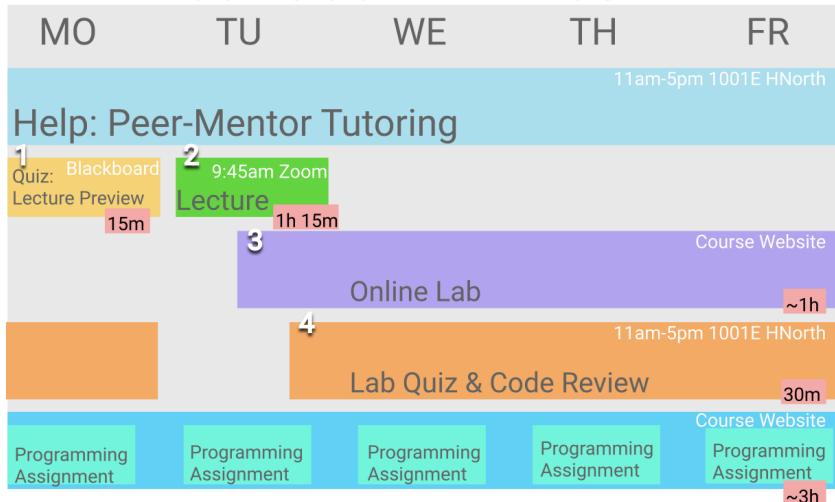 MO
TU
WE
TH
FR
11am-5pm 1001E HNorth
Help: Peer-Mentor Tutoring
1
Blackboard
Quiz:
Lecture Preview
15m
2
9:45am Zoom
Lecture
1h 15m
3
Course Website
Online Lab
~1h
4
11am-5pm 1001E HNorth
Lab Quiz & Code Review
30m
Course Website
Programming
Assignment
Programming
Assignment
Programming
Assignment
Programming
Assignment
Programming
Assignment
~3h